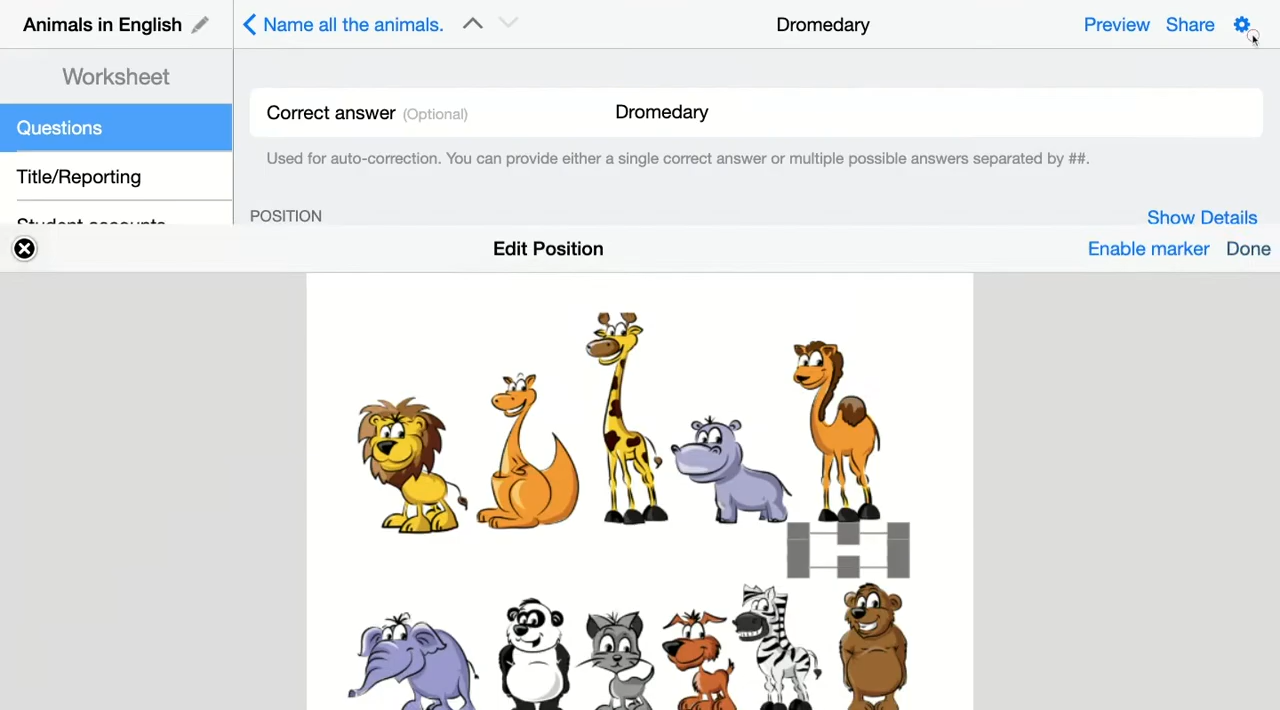 Animals in English
Name all the animals.
Dromedary
Preview
Share
Worksheet
Questions
Title/Reporting
Student accounts
Correct answer (Optional)
Dromedary
Used for auto-correction. You can provide either a single correct answer or multiple possible answers separated by ##.
POSITION
Show Details
Edit Position
Enable marker
Done